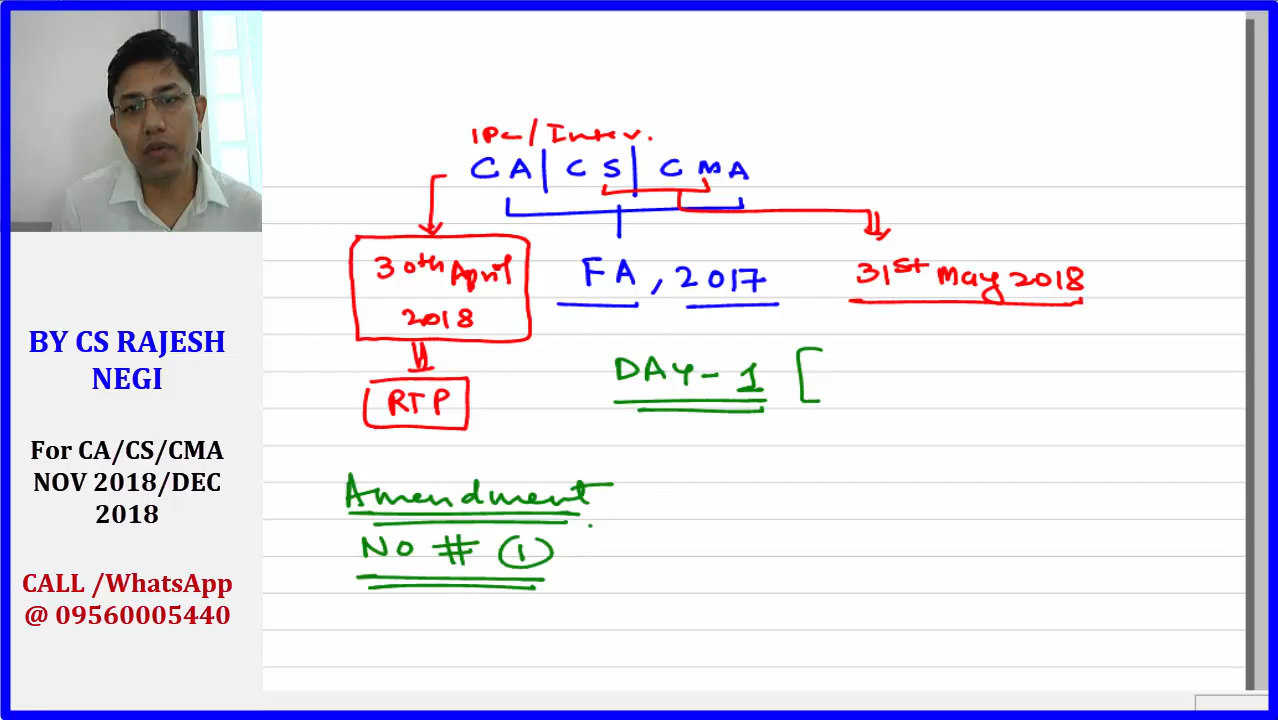 BY CS RAJESH
NEGI
For CA/CS/CMA
NOV 2018/DEC
2018
CALL /WhatsApp
@ 09560005440
IPC/Inter.
CA|CS|CMA
30th April
2018
FA, 2017
31st May 2018
RTP
DAY-1 [
Amendment
No # ①